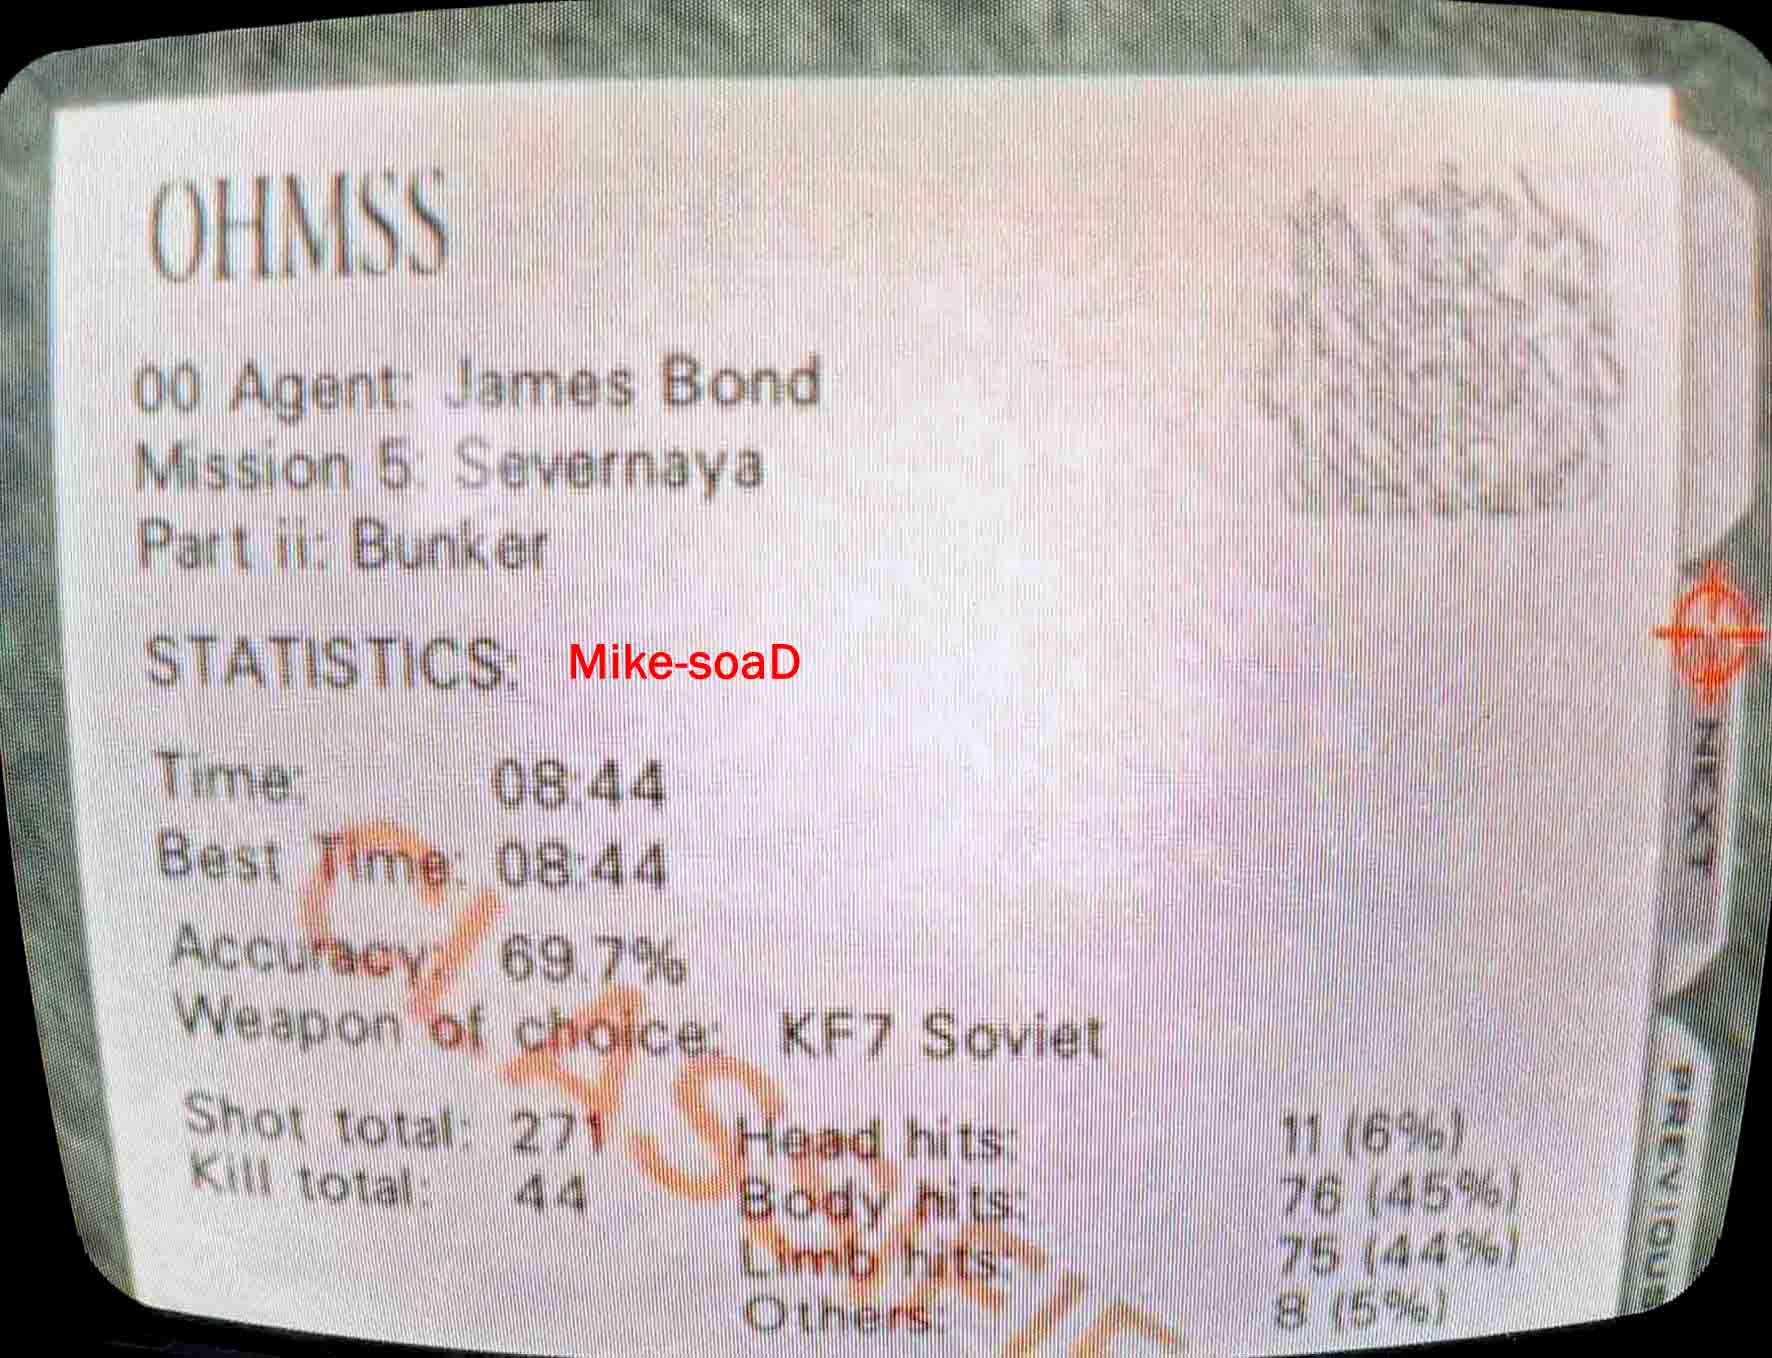 OHMSS
00 Agent: James Bond
Mission 5: Severnaya
Part ii: Bunker
STATISTICS: Mike-soaD
Time: 08:44
Best Time: 08:44
Accuracy: 69.7%
Weapon of choice: KF7 Soviet
Shot total: 271
Kill total: 44
Head hits: 11 (6%)
Body hits: 76 (45%)
Limb hits: 75 (44%)
Others: 8 (5%)
CLASSIFIE
NEXT
PREVIOUS